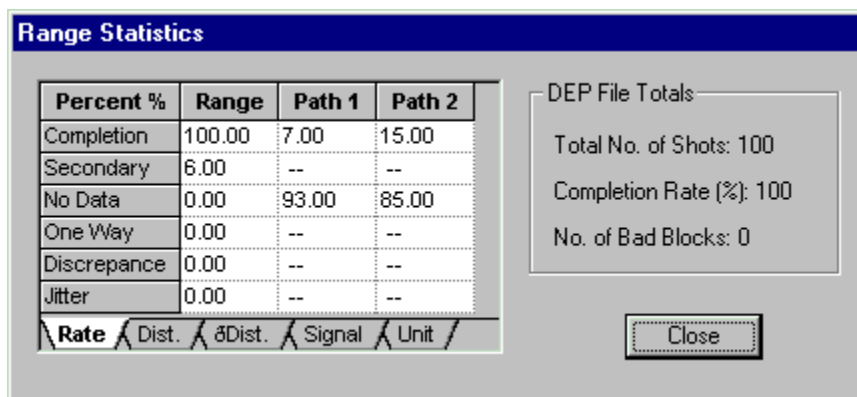 Range Statistics
Percent % Range Path 1 Path 2
Completion 100.00 7.00 15.00
Secondary 6.00 -- --
No Data 0.00 93.00 85.00
One Way 0.00 -- --
Discrepance 0.00 -- --
Jitter 0.00 -- --
Rate Dist. ðDist. Signal Unit
DEP File Totals
Total No. of Shots: 100
Completion Rate (%): 100
No. of Bad Blocks: 0
Close